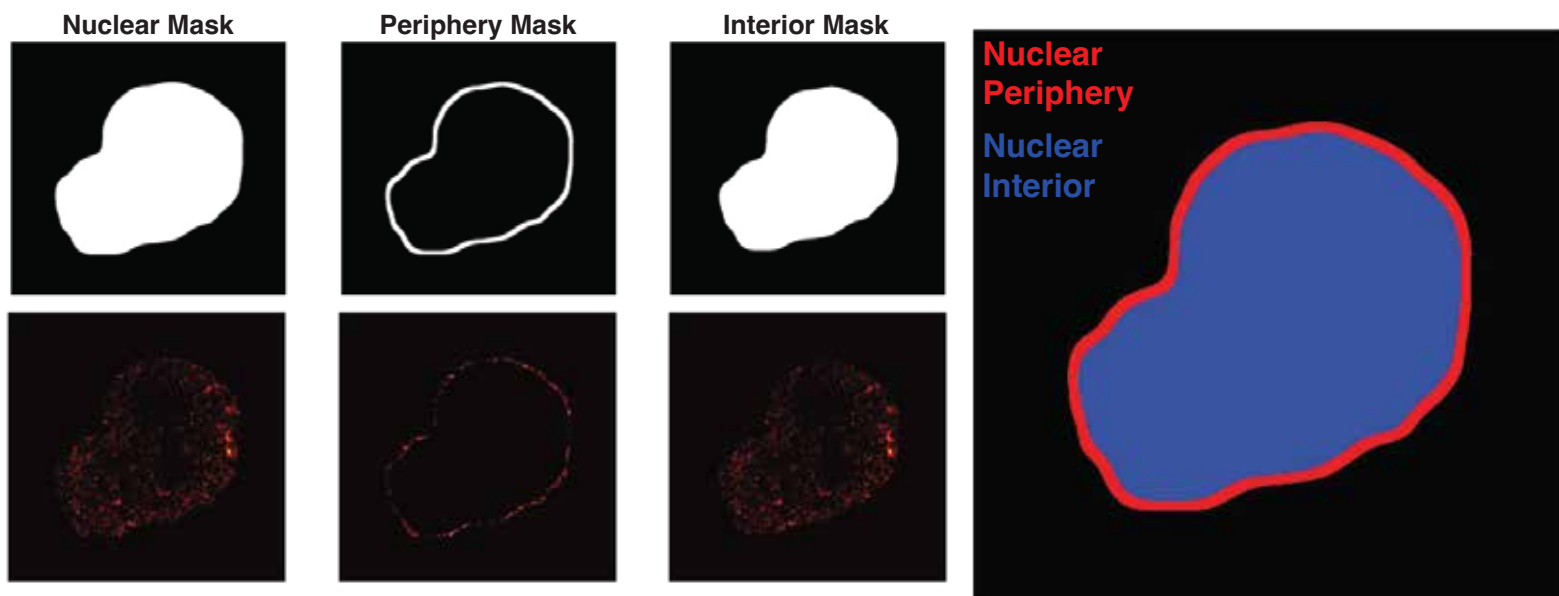 Nuclear Mask
Periphery Mask
Interior Mask
Nuclear
Periphery
Nuclear
Interior